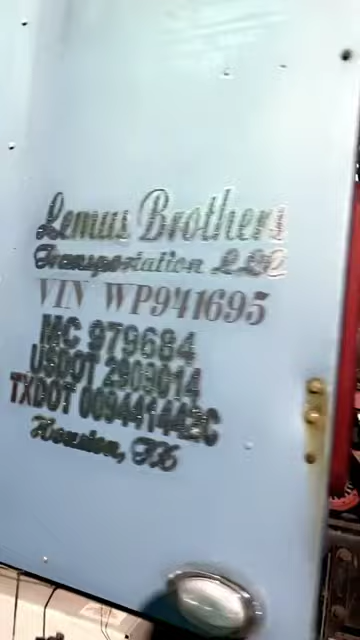 Lemus Brothers
Transportation LLC
VIN WP941695
MC 979684
USDOT 2909014
TXDOT 009441442C
Houston, TX